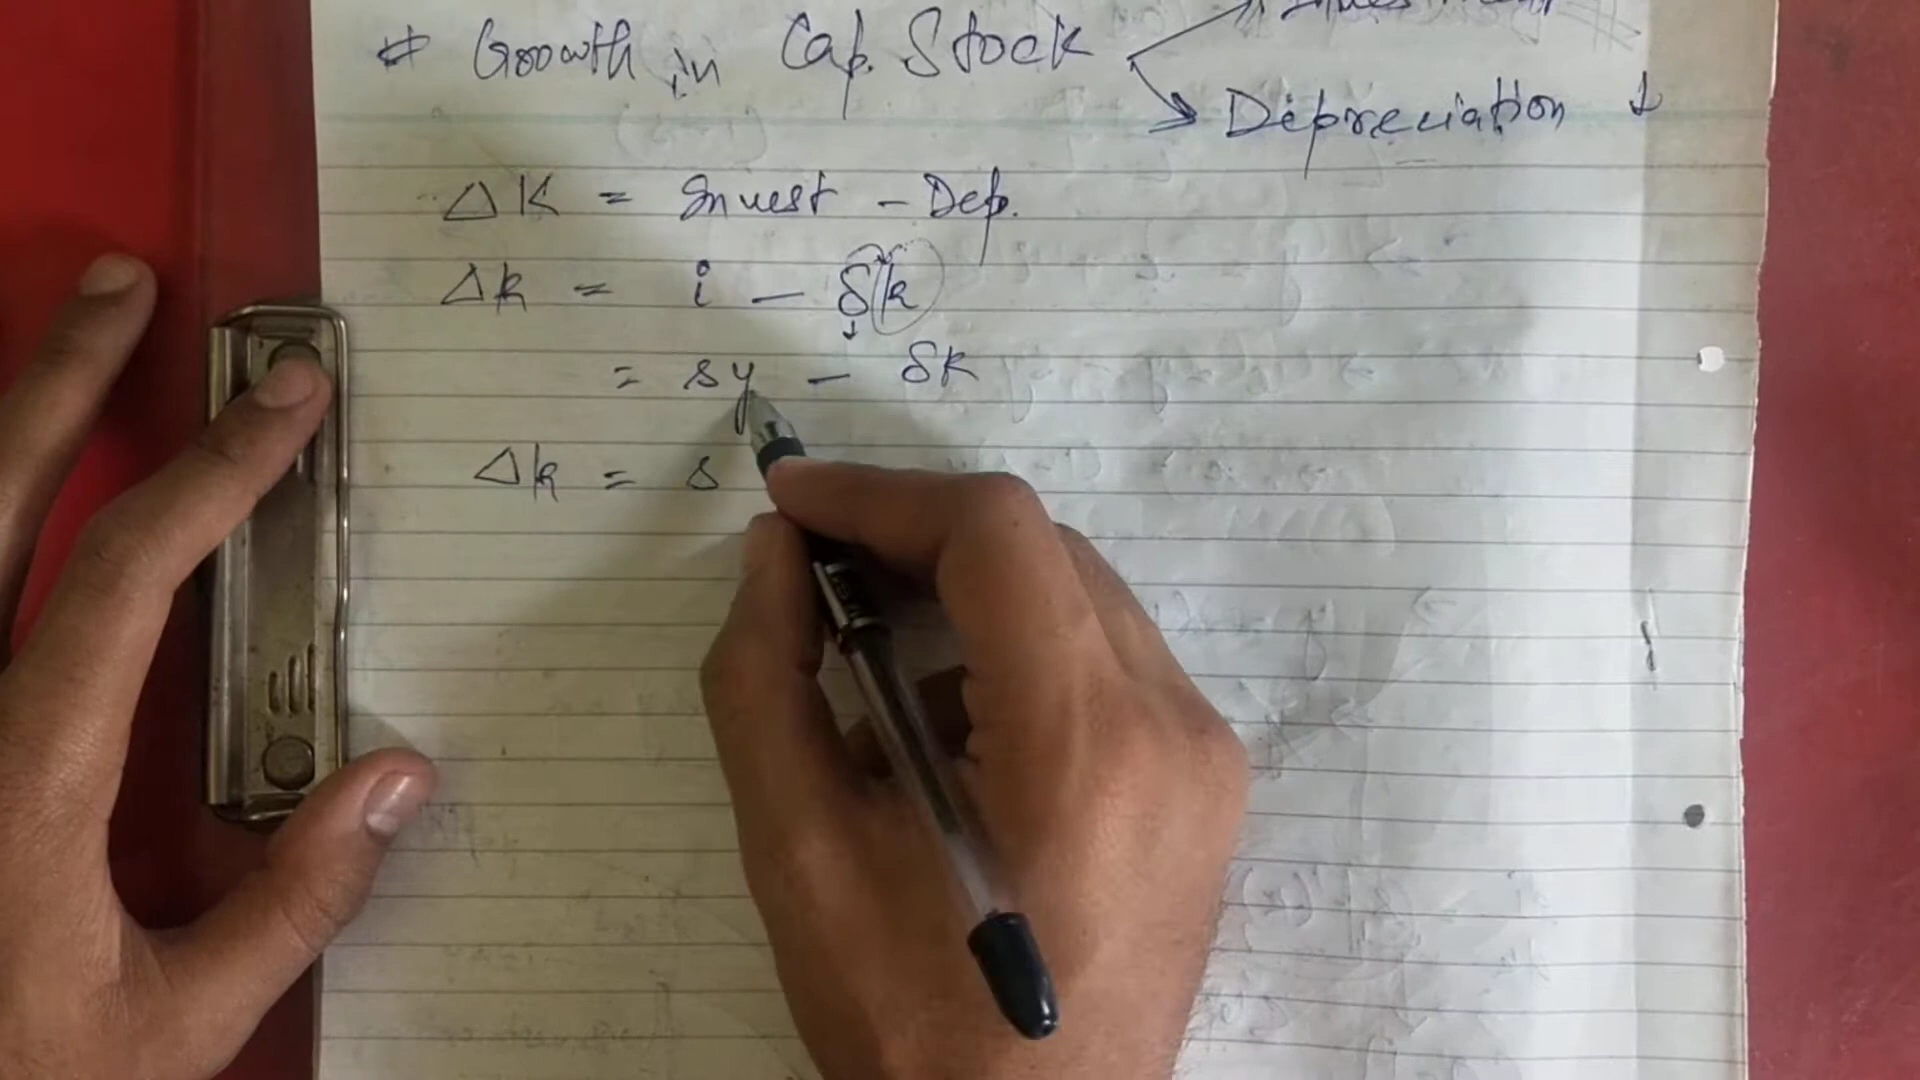 # Growth in Cap. Stock
→ Depreciation ↓
ΔK = Invest - Dep.
Δk = i - δk
= sy - δk
Δk = s